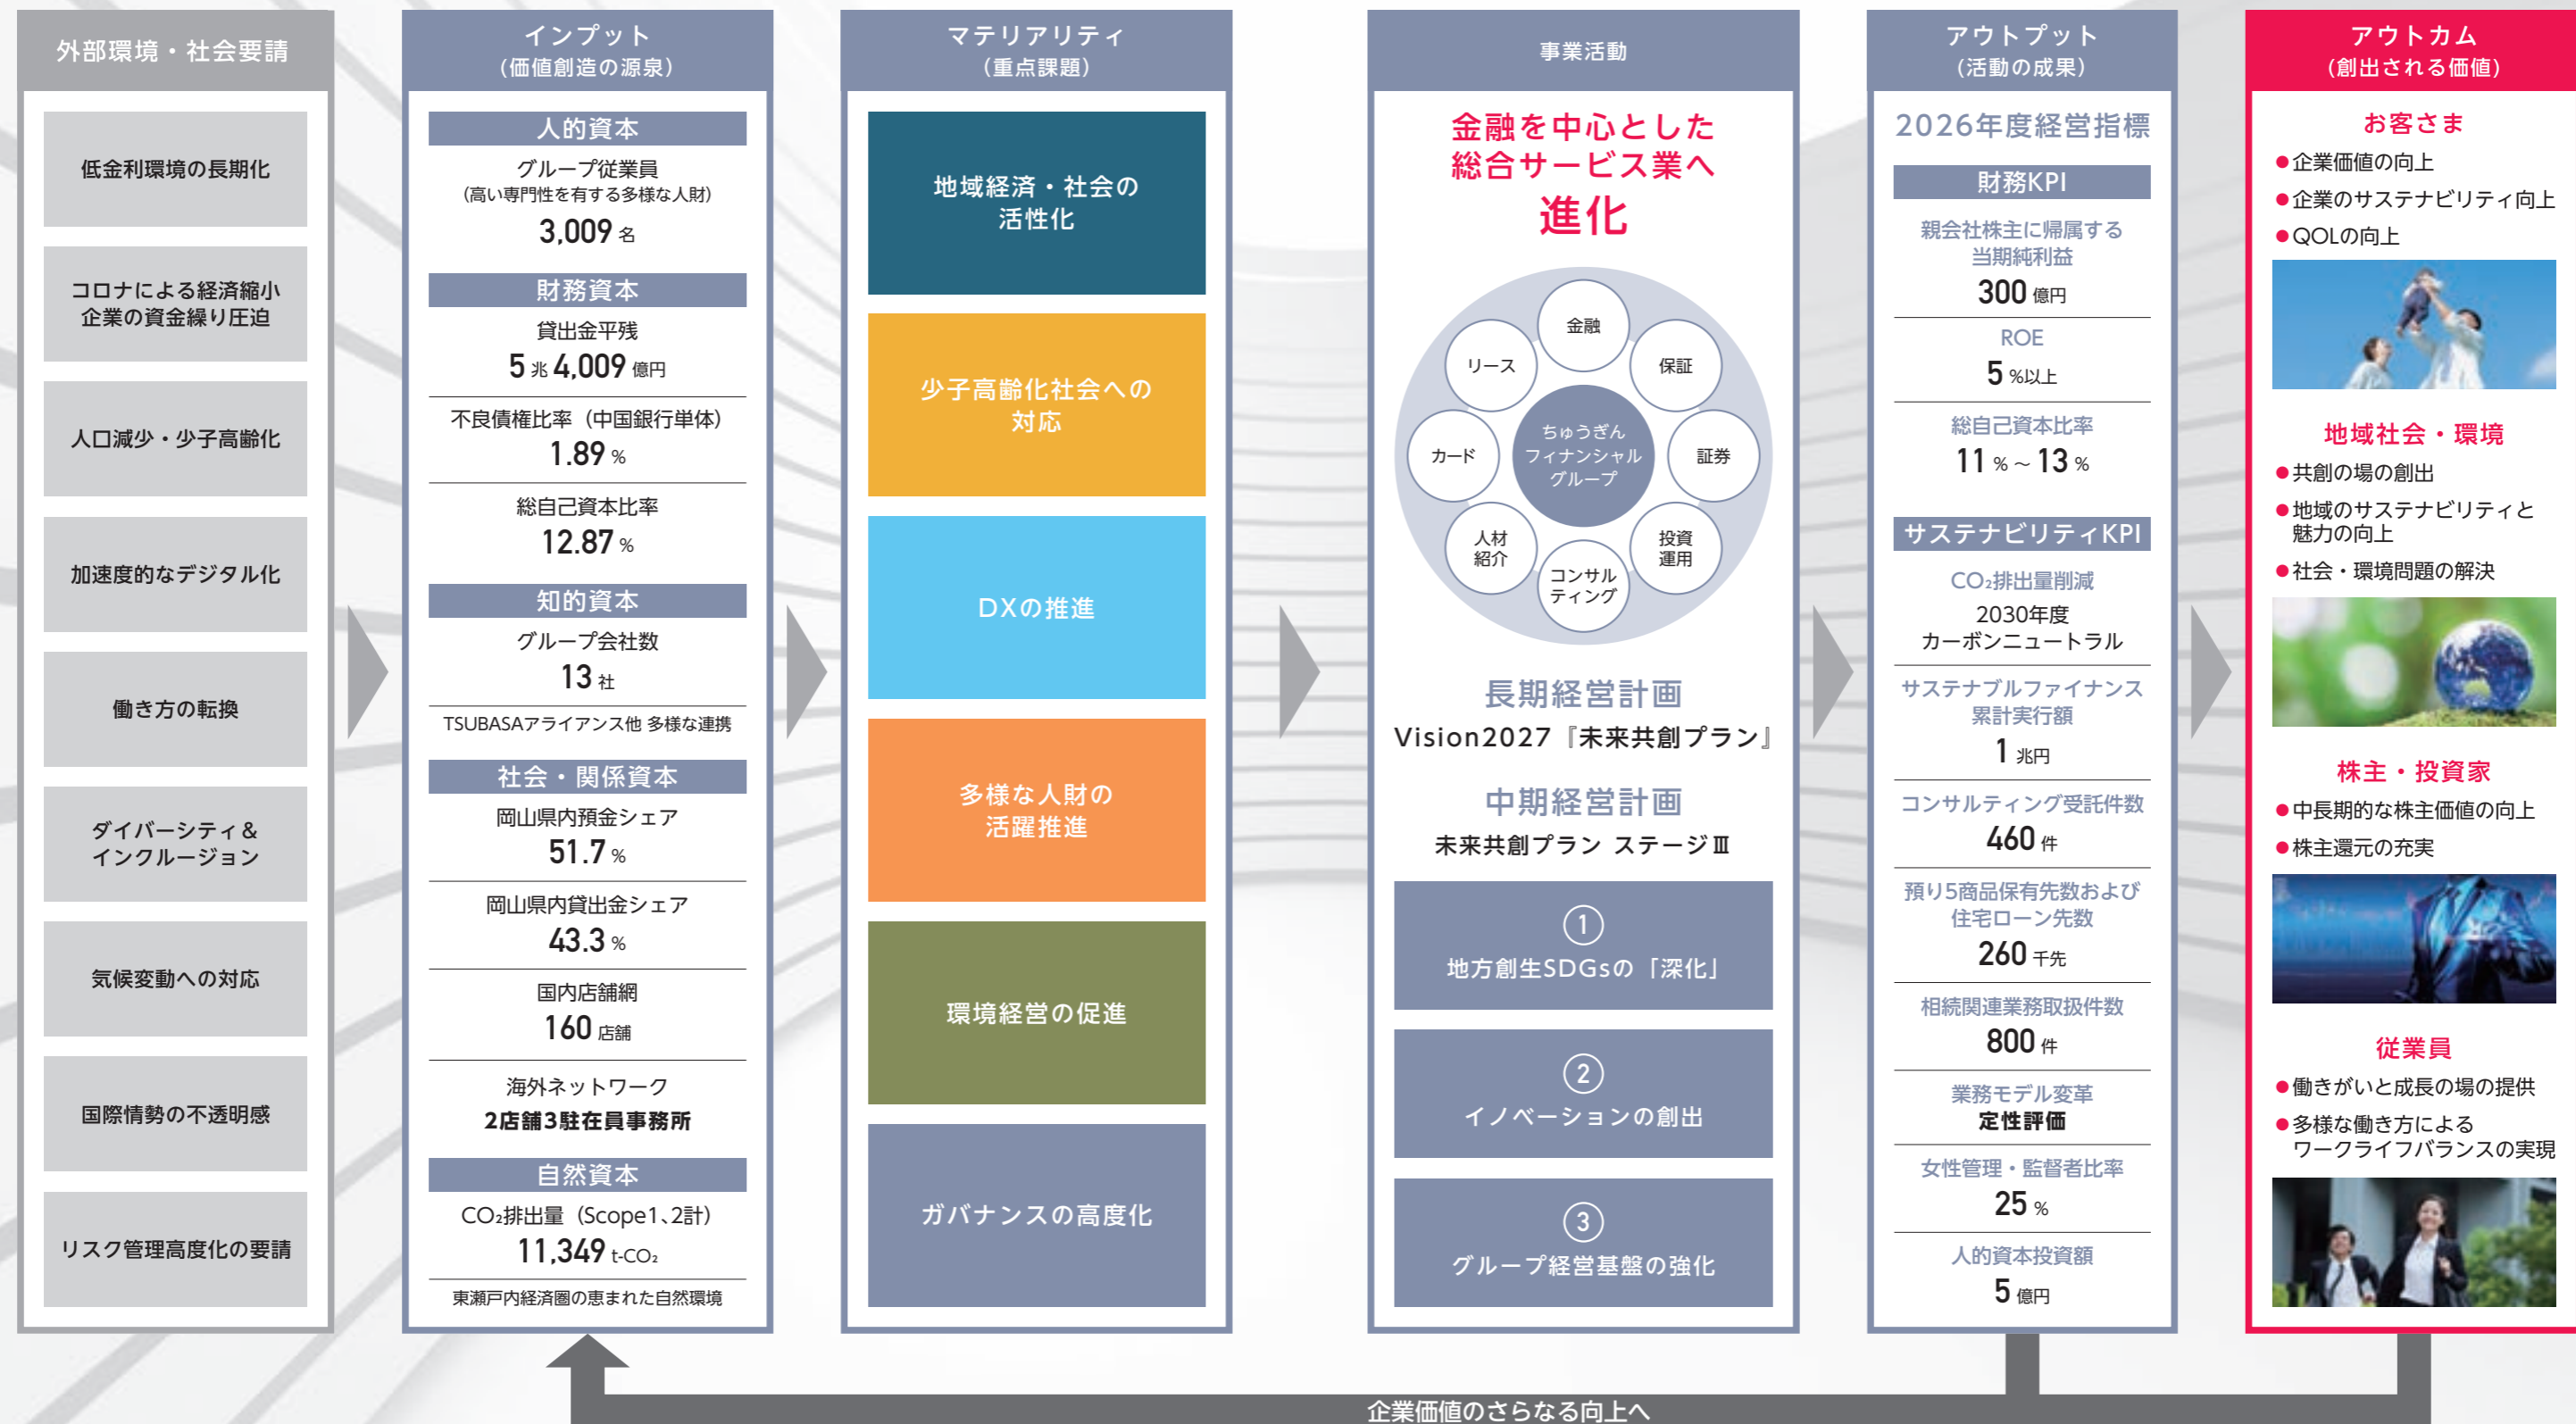 外部環境・社会要請
低金利環境の長期化
コロナによる経済縮小
企業の資金繰り圧迫
人口減少・少子高齢化
加速度的なデジタル化
働き方の転換
ダイバーシティ＆
インクルージョン
気候変動への対応
国際情勢の不透明感
リスク管理高度化の要請
インプット
（価値創造の源泉）
人的資本
グループ従業員
（高い専門性を有する多様な人財）
3,009 名
財務資本
貸出金平残
5 兆 4,009 億円
不良債権比率（中国銀行単体）
1.89 %
総自己資本比率
12.87 %
知的資本
グループ会社数
13 社
TSUBASAアライアンス他 多様な連携
社会・関係資本
岡山県内預金シェア
51.7 %
岡山県内貸出金シェア
43.3 %
国内店舗網
160 店舗
海外ネットワーク
2店舗3駐在員事務所
自然資本
CO₂排出量（Scope1、2計）
11,349 t-CO₂
東瀬戸内経済圏の恵まれた自然環境
マテリアリティ
（重点課題）
地域経済・社会の
活性化
少子高齢化社会への
対応
DXの推進
多様な人財の
活躍推進
環境経営の促進
ガバナンスの高度化
事業活動
金融を中心とした
総合サービス業へ
進化
金融
保証
証券
投資
運用
コンサル
ティング
人材
紹介
カード
リース
ちゅうぎん
フィナンシャル
グループ
長期経営計画
Vision2027『未来共創プラン』
中期経営計画
未来共創プラン ステージⅢ
①
地方創生SDGsの「深化」
②
イノベーションの創出
③
グループ経営基盤の強化
アウトプット
（活動の成果）
2026年度経営指標
財務KPI
親会社株主に帰属する
当期純利益
300 億円
ROE
5 %以上
総自己資本比率
11 % ～ 13 %
サステナビリティKPI
CO₂排出量削減
2030年度
カーボンニュートラル
サステナブルファイナンス
累計実行額
1 兆円
コンサルティング受託件数
460 件
預り5商品保有先数および
住宅ローン先数
260 千先
相続関連業務取扱件数
800 件
業務モデル変革
定性評価
女性管理・監督者比率
25 %
人的資本投資額
5 億円
アウトカム
（創出される価値）
お客さま
●企業価値の向上
●企業のサステナビリティ向上
●QOLの向上
地域社会・環境
●共創の場の創出
●地域のサステナビリティと
魅力の向上
●社会・環境問題の解決
株主・投資家
●中長期的な株主価値の向上
●株主還元の充実
従業員
●働きがいと成長の場の提供
●多様な働き方による
ワークライフバランスの実現
企業価値のさらなる向上へ